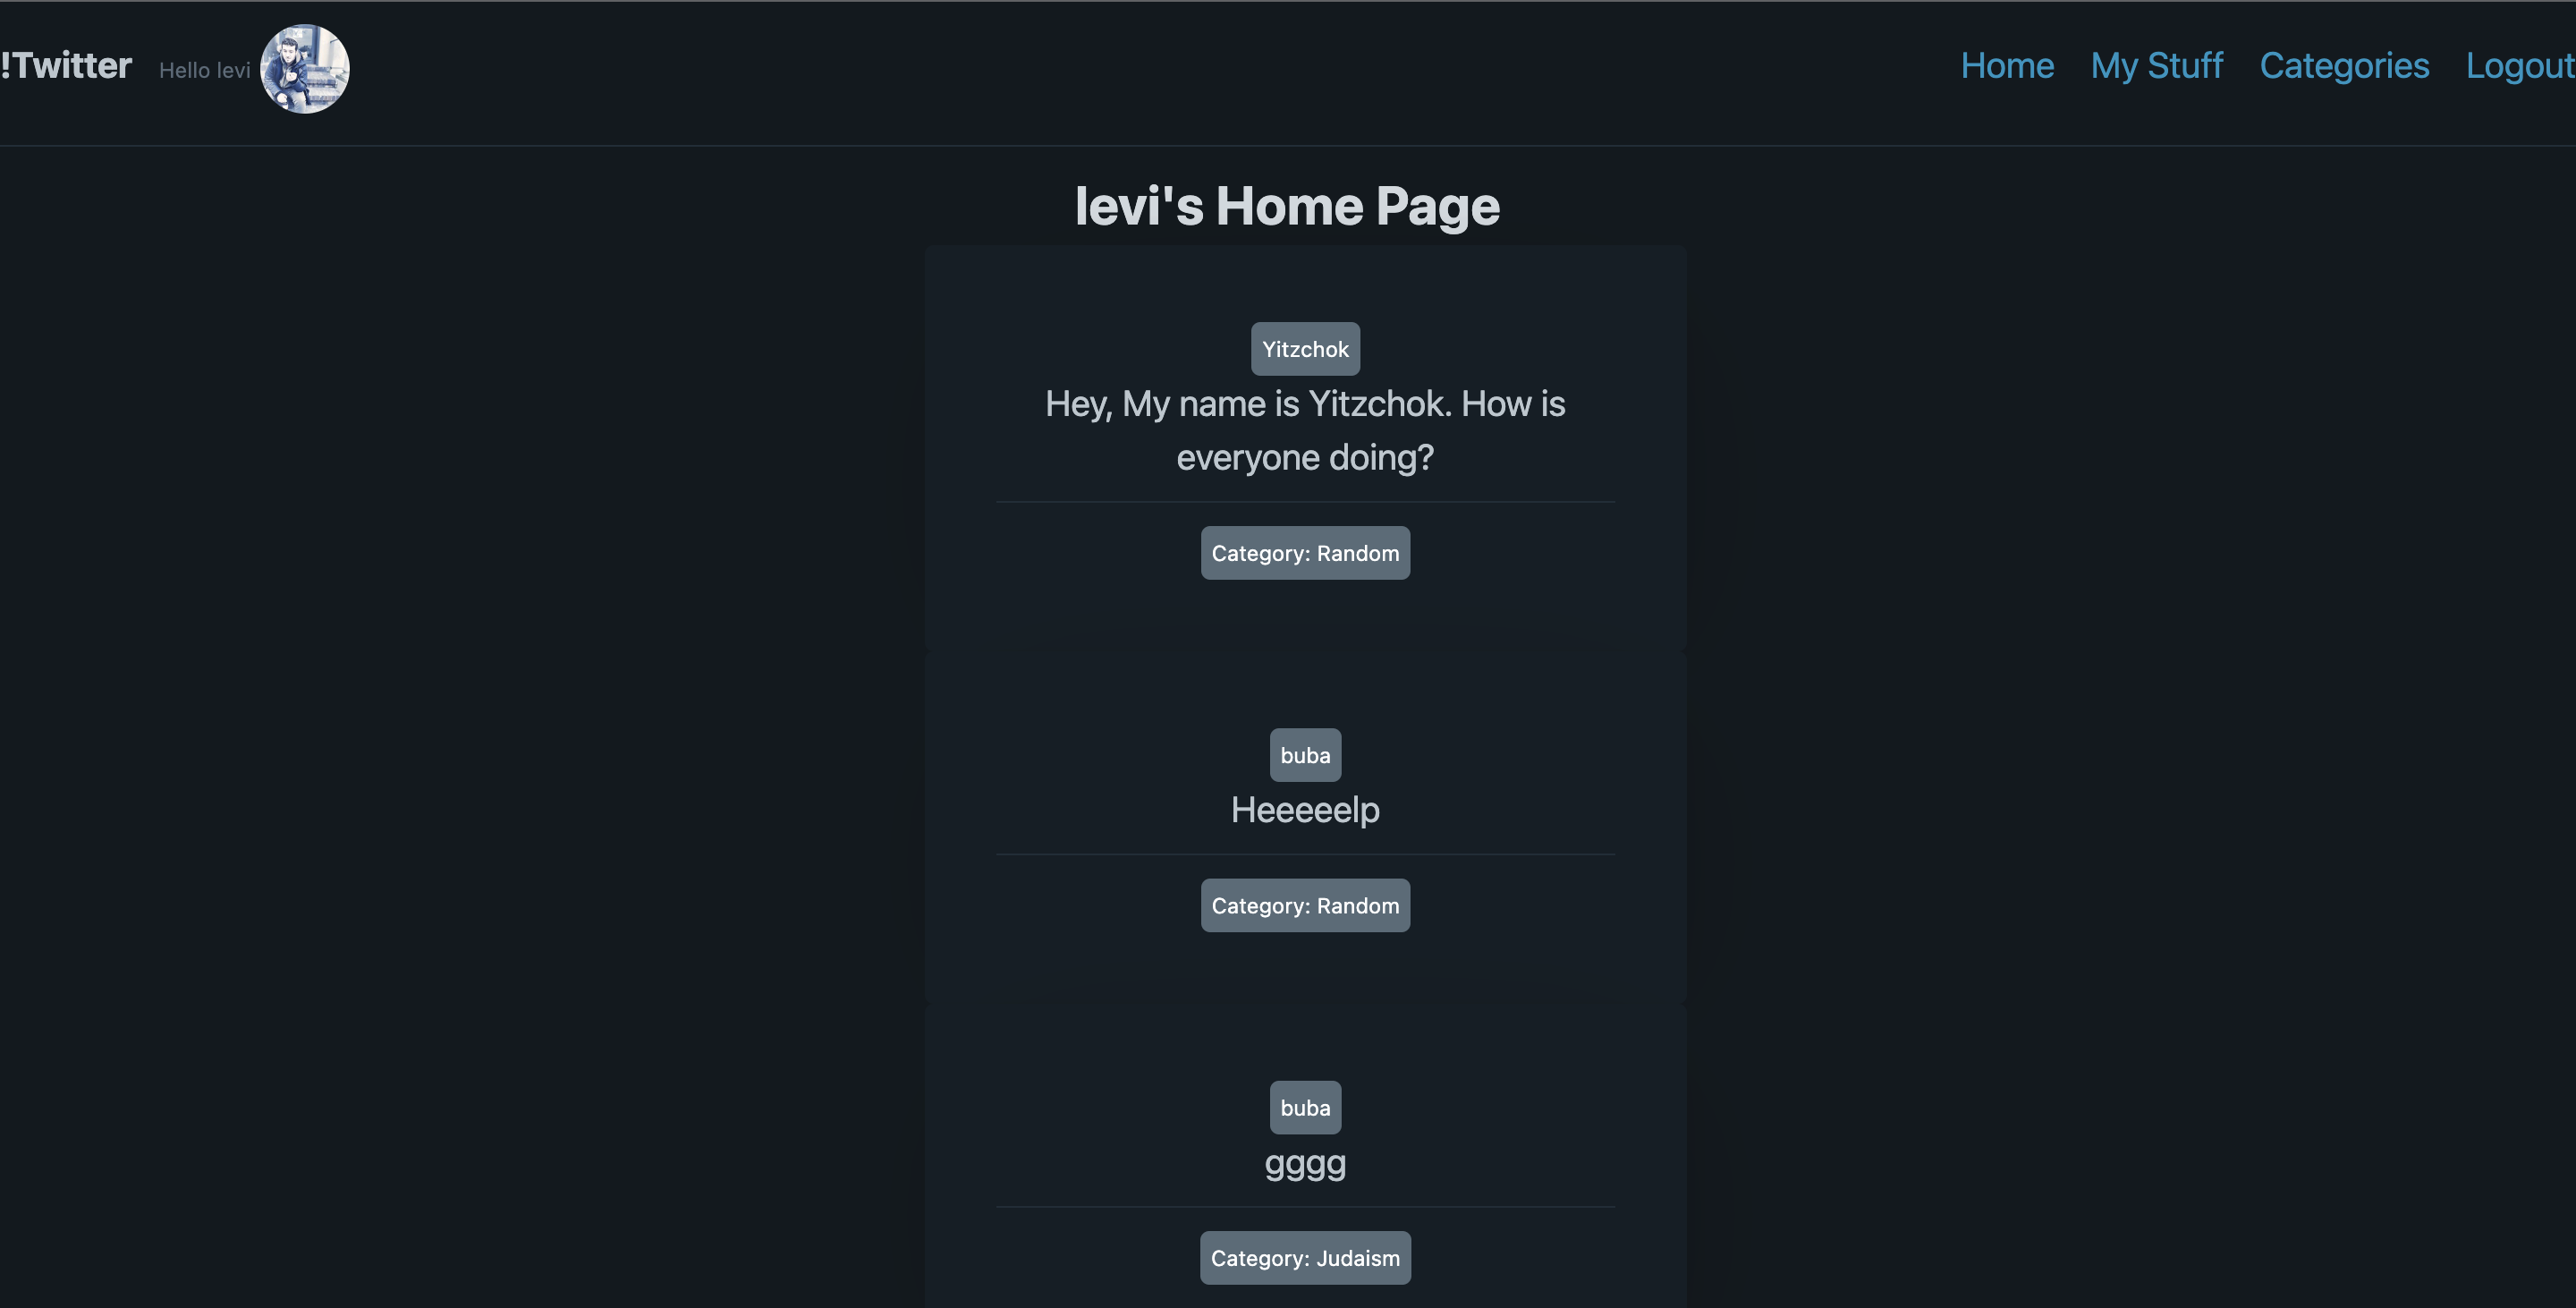 !Twitter Hello levi Home My Stuff Categories Logout
levi's Home Page
Yitzchok
Hey, My name is Yitzchok. How is
everyone doing?
Category: Random
buba
Heeeeelp
Category: Random
buba
gggg
Category: Judaism